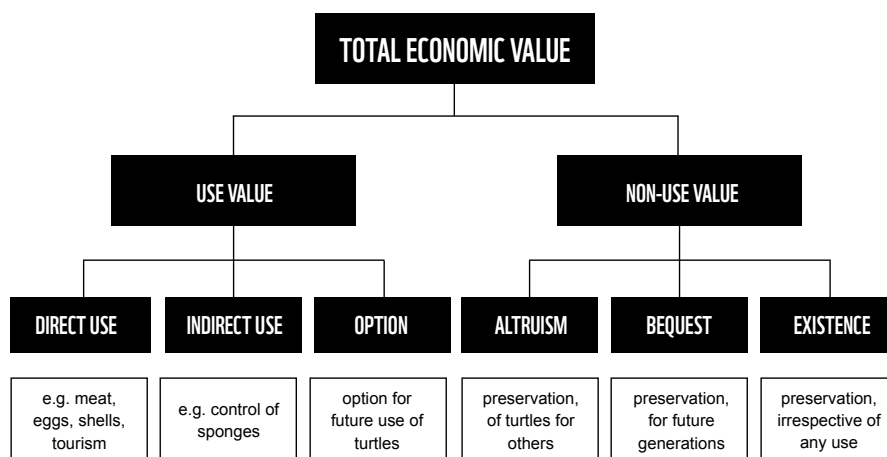 TOTAL ECONOMIC VALUE
USE VALUE
NON-USE VALUE
DIRECT USE
INDIRECT USE
OPTION
ALTRUISM
BEQUEST
EXISTENCE
e.g. meat,
eggs, shells,
tourism
e.g. control of
sponges
option for
future use of
turtles
preservation,
of turtles for
others
preservation,
for future
generations
preservation,
irrespective of
any use